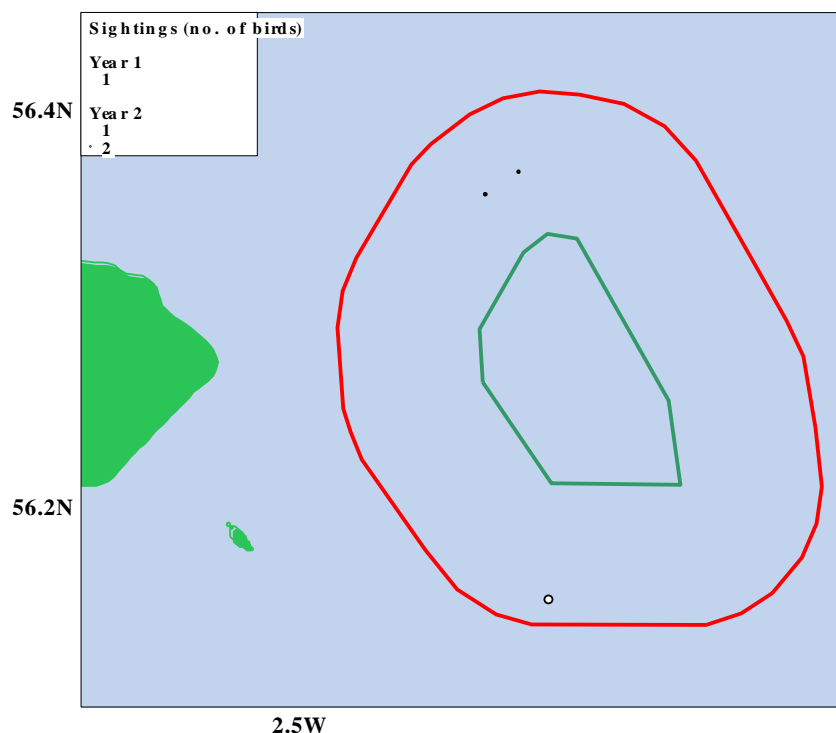 Sightings (no. of birds)
Year 1
1
Year 2
1
2
56.4N
56.2N
2.5W